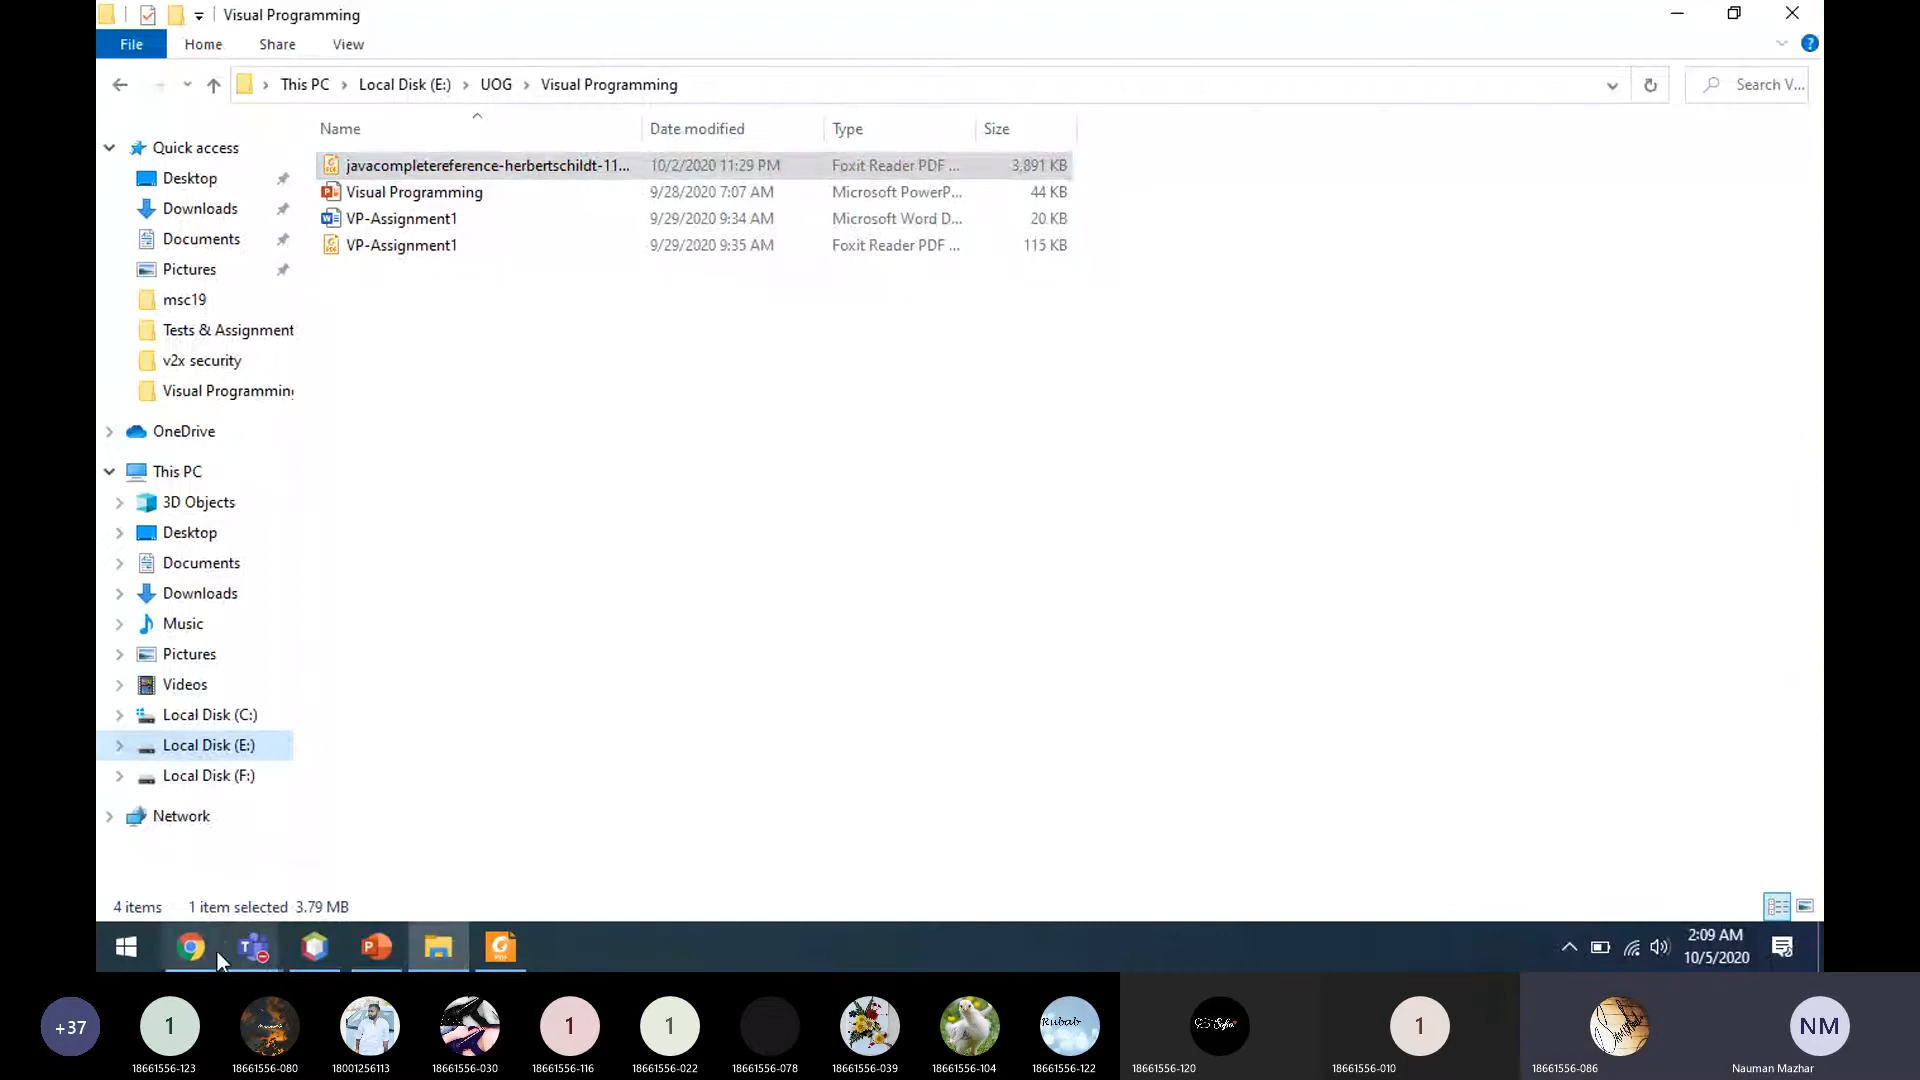 Visual Programming
File Home Share View
This PC Local Disk (E:) UOG Visual Programming Search V...
Name Date modified Type Size
javacompletereference-herbertschildt-11... 10/2/2020 11:29 PM Foxit Reader PDF ... 3,891 KB
Visual Programming 9/28/2020 7:07 AM Microsoft PowerP... 44 KB
VP-Assignment1 9/29/2020 9:34 AM Microsoft Word D... 20 KB
VP-Assignment1 9/29/2020 9:35 AM Foxit Reader PDF ... 115 KB
Quick access
Desktop
Downloads
Documents
Pictures
msc19
Tests & Assignment
v2x security
Visual Programming
OneDrive
This PC
3D Objects
Desktop
Documents
Downloads
Music
Pictures
Videos
Local Disk (C:)
Local Disk (E:)
Local Disk (F:)
Network
4 items 1 item selected 3.79 MB
2:09 AM
10/5/2020
+37 1 1 1 Rubab Sofia 1 NM
18661556-123 18661556-080 18001256113 18661556-030 18661556-116 18661556-022 18661556-078 18661556-039 18661556-104 18661556-122 18661556-120 18661556-010 18661556-086 Nauman Mazhar